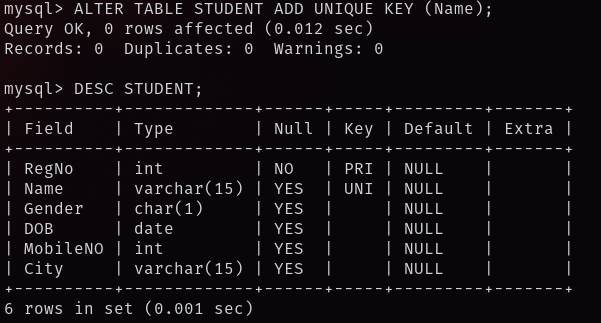 mysql> ALTER TABLE STUDENT ADD UNIQUE KEY (Name);
Query OK, 0 rows affected (0.012 sec)
Records: 0  Duplicates: 0  Warnings: 0

mysql> DESC STUDENT;
+----------+-------------+------+-----+---------+-------+
| Field    | Type        | Null | Key | Default | Extra |
+----------+-------------+------+-----+---------+-------+
| RegNo    | int         | NO   | PRI | NULL    |       |
| Name     | varchar(15) | YES  | UNI | NULL    |       |
| Gender   | char(1)     | YES  |     | NULL    |       |
| DOB      | date        | YES  |     | NULL    |       |
| MobileNO | int         | YES  |     | NULL    |       |
| City     | varchar(15) | YES  |     | NULL    |       |
+----------+-------------+------+-----+---------+-------+
6 rows in set (0.001 sec)